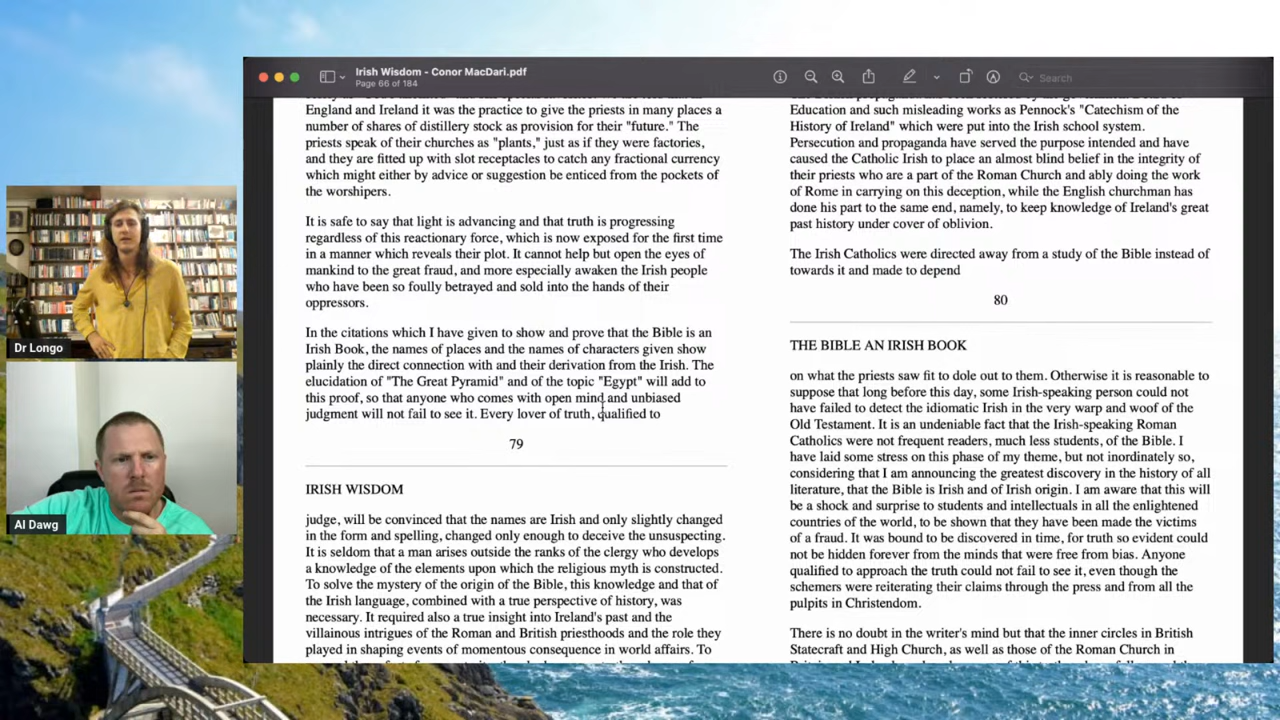 Irish Wisdom - Conor MacDari.pdf
Page 66 of 184
Search
England and Ireland it was the practice to give the priests in many places a
number of shares of distillery stock as provision for their "future." The
priests speak of their churches as "plants," just as if they were factories,
and they are fitted up with slot receptacles to catch any fractional currency
which might either by advice or suggestion be enticed from the pockets of
the worshipers.
It is safe to say that light is advancing and that truth is progressing
regardless of this reactionary force, which is now exposed for the first time
in a manner which reveals their plot. It cannot help but open the eyes of
mankind to the great fraud, and more especially awaken the Irish people
who have been so foully betrayed and sold into the hands of their
oppressors.
In the citations which I have given to show and prove that the Bible is an
Irish Book, the names of places and the names of characters given show
plainly the direct connection with and their derivation from the Irish. The
elucidation of "The Great Pyramid" and of the topic "Egypt" will add to
this proof, so that anyone who comes with open mind and unbiased
judgment will not fail to see it. Every lover of truth, qualified to
79
IRISH WISDOM
judge, will be convinced that the names are Irish and only slightly changed
in the form and spelling, changed only enough to deceive the unsuspecting.
It is seldom that a man arises outside the ranks of the clergy who develops
a knowledge of the elements upon which the religious myth is constructed.
To solve the mystery of the origin of the Bible, this knowledge and that of
the Irish language, combined with a true perspective of history, was
necessary. It required also a true insight into Ireland's past and the
villainous intrigues of the Roman and British priesthoods and the role they
played in shaping events of momentous consequence in world affairs. To
Education and such misleading works as Pennock's "Catechism of the
History of Ireland" which were put into the Irish school system.
Persecution and propaganda have served the purpose intended and have
caused the Catholic Irish to place an almost blind belief in the integrity of
their priests who are a part of the Roman Church and ably doing the work
of Rome in carrying on this deception, while the English churchman has
done his part to the same end, namely, to keep knowledge of Ireland's great
past history under cover of oblivion.
The Irish Catholics were directed away from a study of the Bible instead of
towards it and made to depend
80
THE BIBLE AN IRISH BOOK
on what the priests saw fit to dole out to them. Otherwise it is reasonable to
suppose that long before this day, some Irish-speaking person could not
have failed to detect the idiomatic Irish in the very warp and woof of the
Old Testament. It is an undeniable fact that the Irish-speaking Roman
Catholics were not frequent readers, much less students, of the Bible. I
have laid some stress on this phase of my theme, but not inordinately so,
considering that I am announcing the greatest discovery in the history of all
literature, that the Bible is Irish and of Irish origin. I am aware that this will
be a shock and surprise to students and intellectuals in all the enlightened
countries of the world, to be shown that they have been made the victims
of a fraud. It was bound to be discovered in time, for truth so evident could
not be hidden forever from the minds that were free from bias. Anyone
qualified to approach the truth could not fail to see it, even though the
schemers were reiterating their claims through the press and from all the
pulpits in Christendom.
There is no doubt in the writer's mind but that the inner circles in British
Statecraft and High Church, as well as those of the Roman Church in
Dr Longo
Al Dawg